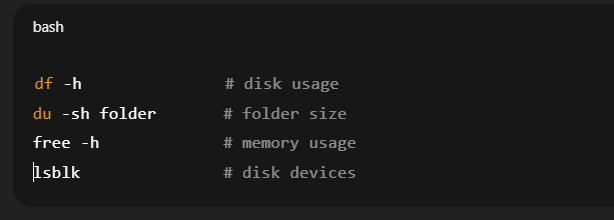 bash
df -h # disk usage
du -sh folder # folder size
free -h # memory usage
lsblk # disk devices